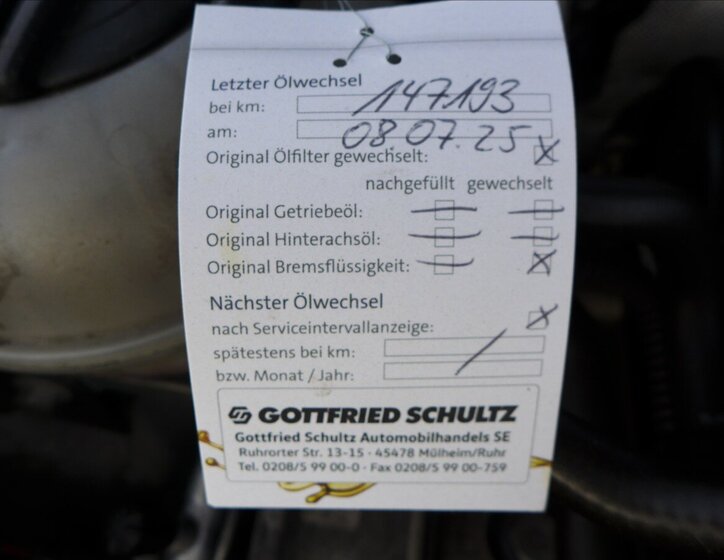 Letzter Ölwechsel
bei km: 147.193
am: 08.07.25
Original Ölfilter gewechselt:
nachgefüllt gewechselt
Original Getriebeöl:
Original Hinterachsöl:
Original Bremsflüssigkeit:
Nächster Ölwechsel
nach Serviceintervallanzeige:
spätestens bei km:
bzw. Monat / Jahr:
GOTTFRIED SCHULTZ
Gottfried Schultz Automobilhandels SE
Ruhrorter Str. 13-15 · 45478 Mülheim/Ruhr
Tel. 0208/5 99 00-0 · Fax 0208/5 99 00-759